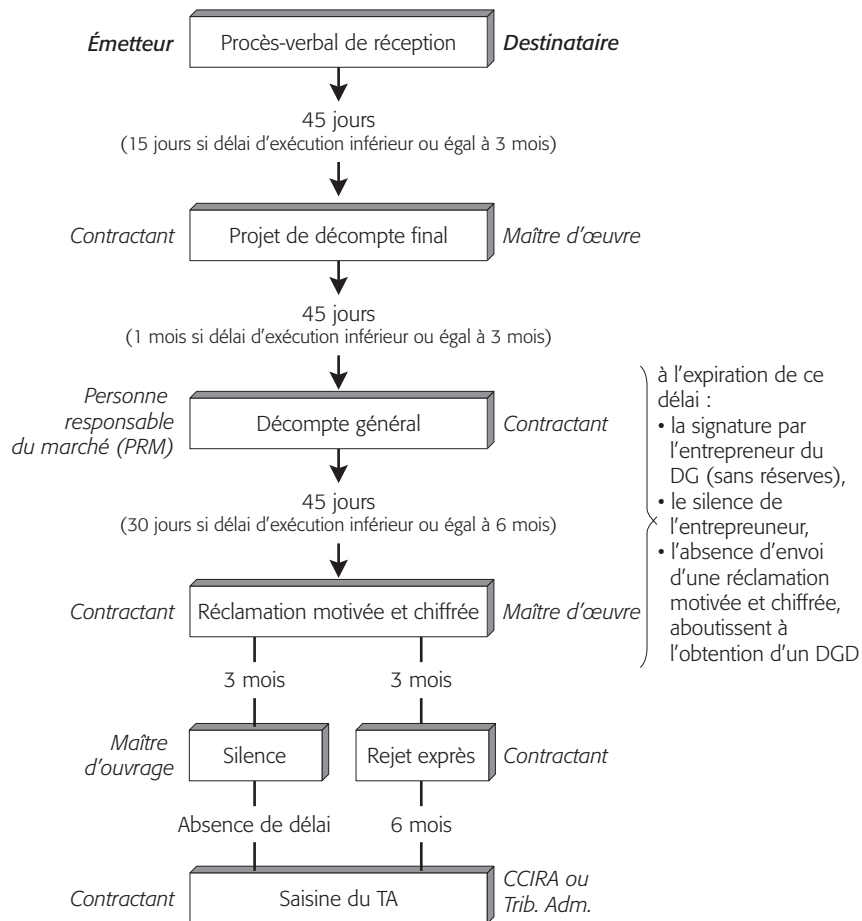 Émetteur Procès-verbal de réception Destinataire
45 jours
(15 jours si délai d'exécution inférieur ou égal à 3 mois)
Contractant Projet de décompte final Maître d'œuvre
45 jours
(1 mois si délai d'exécution inférieur ou égal à 3 mois)
Personne
responsable
du marché (PRM)
Décompte général
Contractant
45 jours
(30 jours si délai d'exécution inférieur ou égal à 6 mois)
à l'expiration de ce
délai :
• la signature par
l'entrepreneur du
DG (sans réserves),
• le silence de
l'entrepreuneur,
• l'absence d'envoi
d'une réclamation
motivée et chiffrée,
aboutissent à
l'obtention d'un DGD
Contractant Réclamation motivée et chiffrée Maître d'œuvre
3 mois 3 mois
Maître
d'ouvrage
Silence Rejet exprès Contractant
Absence de délai 6 mois
Contractant Saisine du TA
CCIRA ou
Trib. Adm.